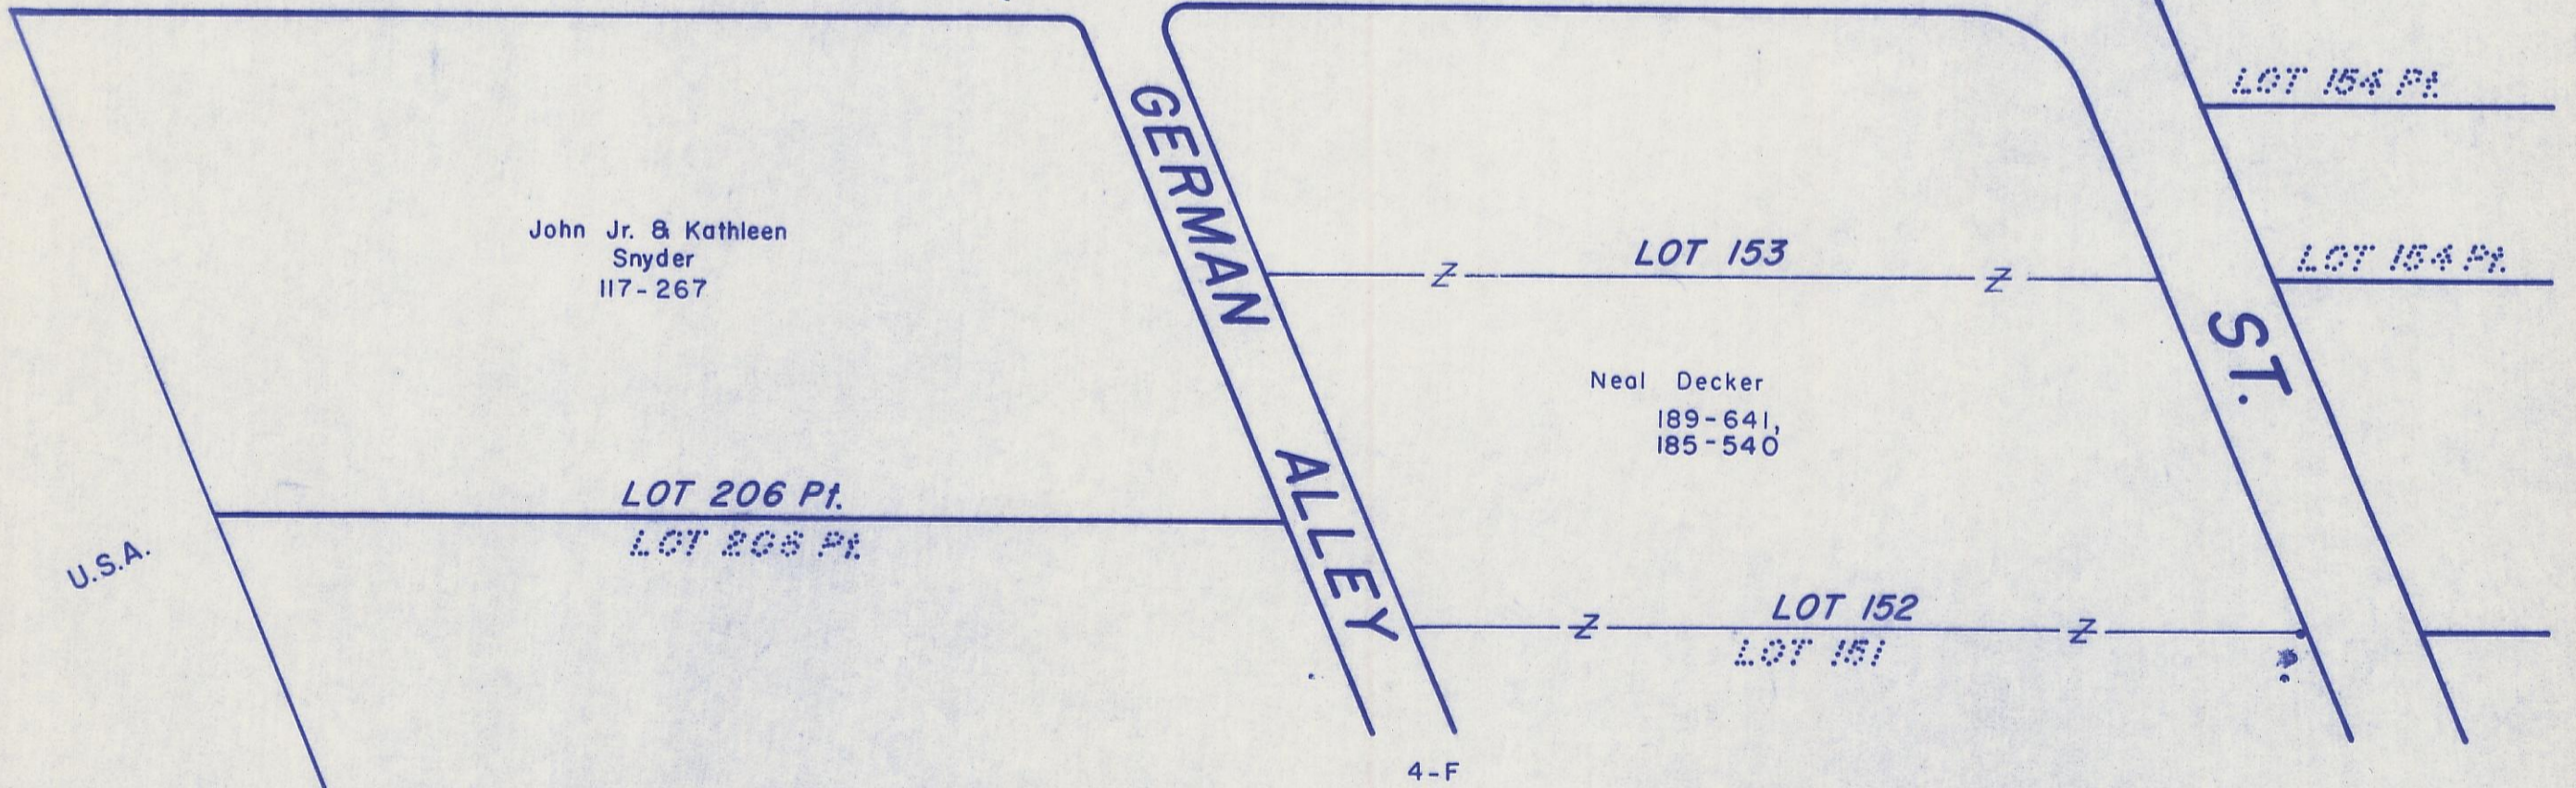 LOT 154 Pt.
GERMAN ALLEY
John Jr. & Kathleen
Snyder
117-267
LOT 153
Z Z
LOT 154 Pt.
ST.
Neal Decker
189-641,
185-540
LOT 206 Pt.
LOT 206 Pt.
U.S.A.
LOT 152
Z Z
LOT 151
4-F